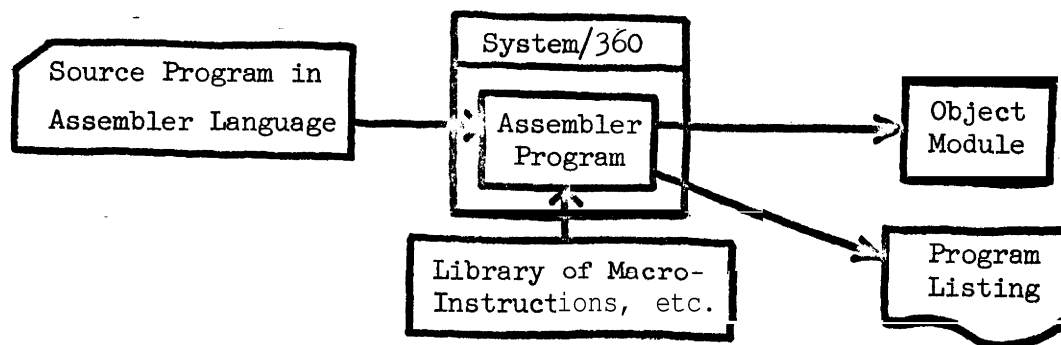 System/360
Source Program in
Assembler Language
Assembler
Program
Object
Module
Library of Macro-
Instructions, etc.
Program
Listing